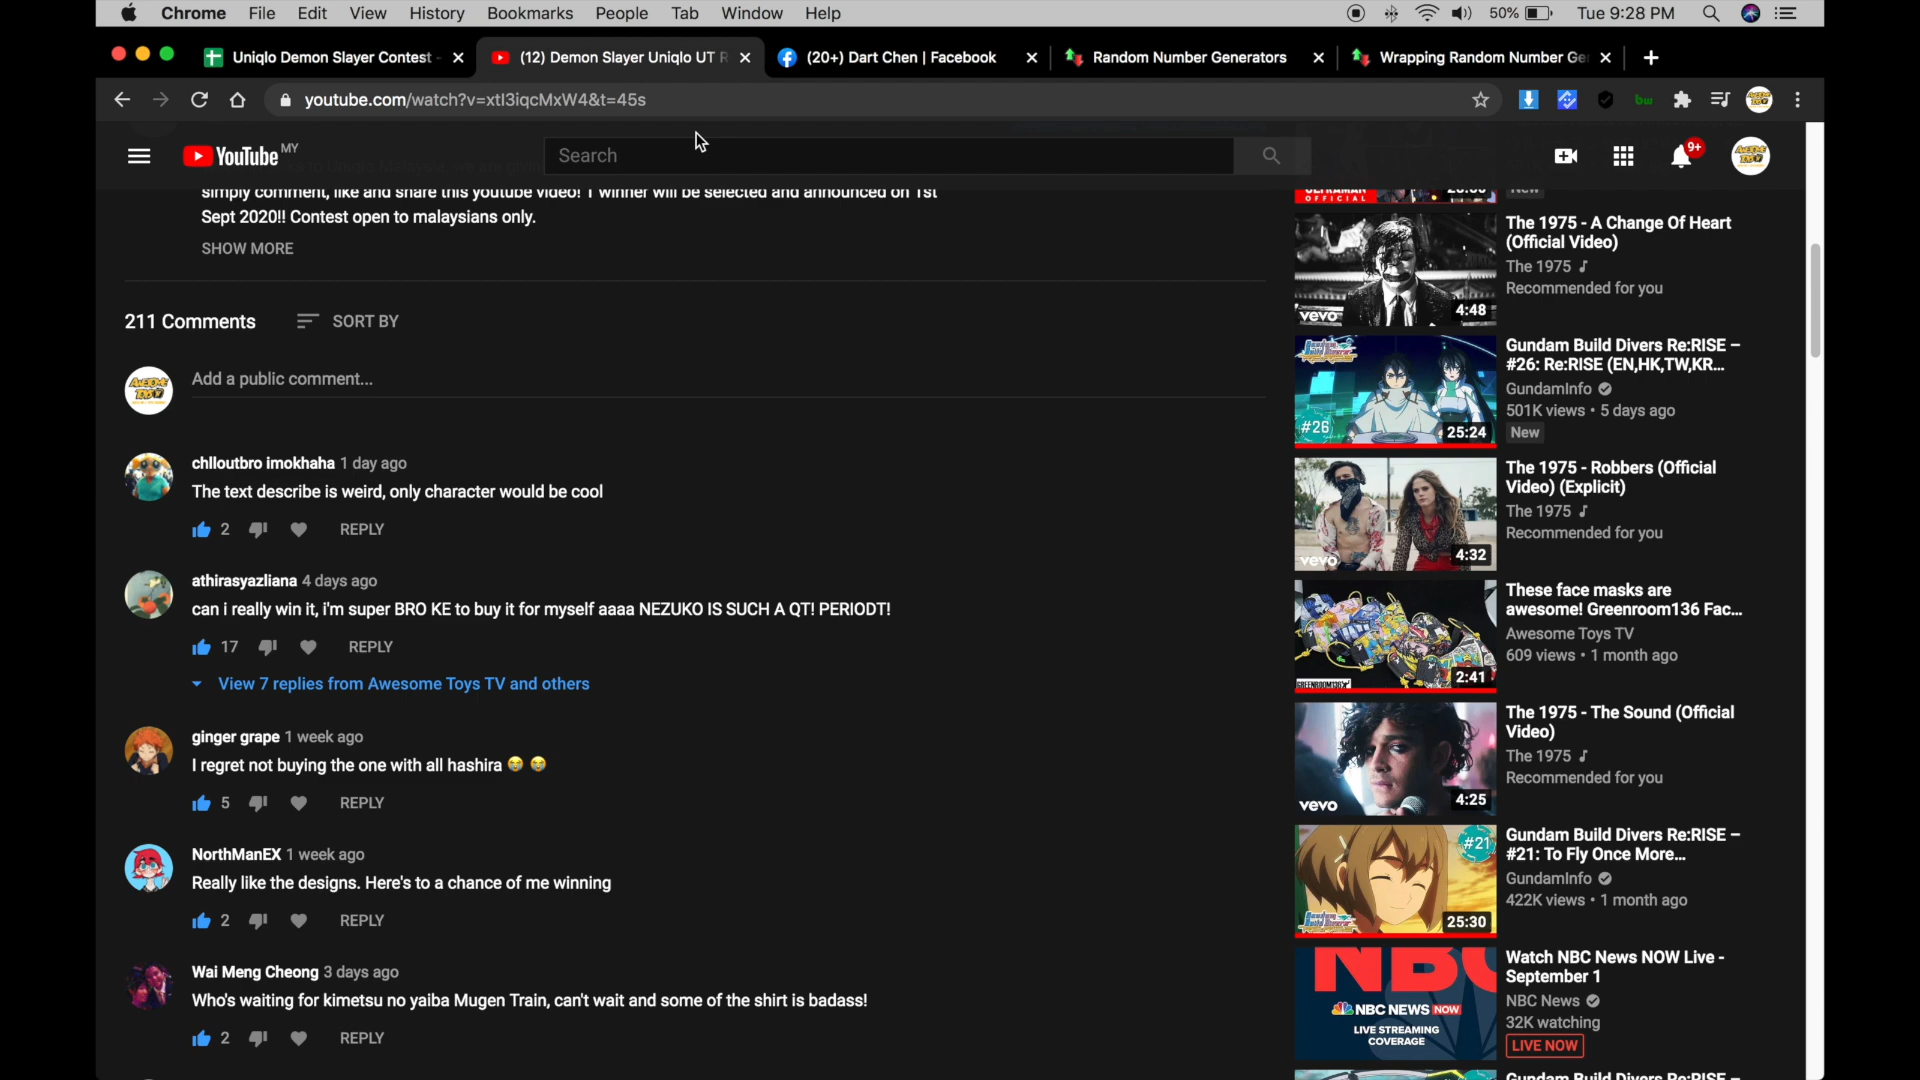 Chrome File Edit View History Bookmarks People Tab Window Help 50% Tue 9:28 PM
Uniqlo Demon Slayer Contest - (12) Demon Slayer Uniqlo UT R (20+) Dart Chen | Facebook Random Number Generators Wrapping Random Number Ge
youtube.com/watch?v=xtI3iqcMxW4&t=45s
YouTube MY
Search
9+
simply comment, like and share this youtube video! 1 winner will be selected and announced on 1st
Sept 2020!! Contest open to malaysians only.
SHOW MORE
211 Comments SORT BY
Add a public comment...
chlloutbro imokhaha 1 day ago
The text describe is weird, only character would be cool
2 REPLY
athirasyazliana 4 days ago
can i really win it, i'm super BRO KE to buy it for myself aaaa NEZUKO IS SUCH A QT! PERIODT!
17 REPLY
View 7 replies from Awesome Toys TV and others
ginger grape 1 week ago
I regret not buying the one with all hashira 😭 😭
5 REPLY
NorthManEX 1 week ago
Really like the designs. Here's to a chance of me winning
2 REPLY
Wai Meng Cheong 3 days ago
Who's waiting for kimetsu no yaiba Mugen Train, can't wait and some of the shirt is badass!
2 REPLY
OFFICIAL
New
The 1975 - A Change Of Heart
(Official Video)
The 1975
Recommended for you
vevo 4:48
Gundam Build Divers Re:RISE –
#26: Re:RISE (EN,HK,TW,KR...
GundamInfo
501K views • 5 days ago
New
#26 25:24
The 1975 - Robbers (Official
Video) (Explicit)
The 1975
Recommended for you
vevo 4:32
These face masks are
awesome! Greenroom136 Fac...
Awesome Toys TV
609 views • 1 month ago
GREENROOM136 2:41
The 1975 - The Sound (Official
Video)
The 1975
Recommended for you
vevo 4:25
Gundam Build Divers Re:RISE –
#21: To Fly Once More...
GundamInfo
422K views • 1 month ago
#21
25:30
Watch NBC News NOW Live -
September 1
NBC News
32K watching
LIVE NOW
NBC
NBC NEWS NOW
LIVE STREAMING
COVERAGE
Gundam Build Divers Re:RISE –